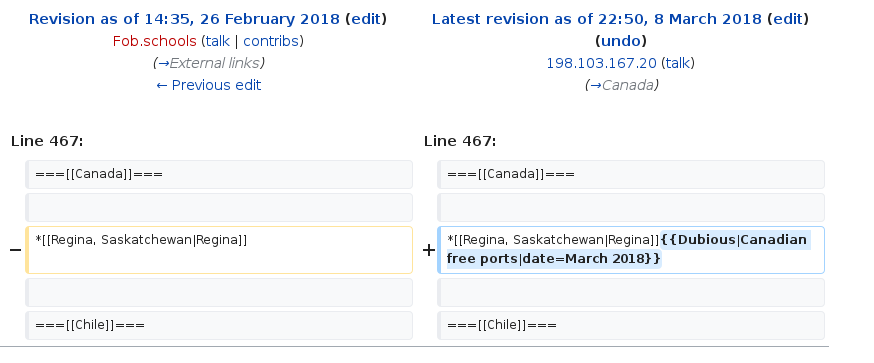 Revision as of 14:35, 26 February 2018 (edit)
Fob.schools (talk | contribs)
(→External links)
← Previous edit
Latest revision as of 22:50, 8 March 2018 (edit)
(undo)
198.103.167.20 (talk)
(→Canada)
Line 467:
Line 467:
===[[Canada]]===
===[[Canada]]===
− *[[Regina, Saskatchewan|Regina]]
+ *[[Regina, Saskatchewan|Regina]]{{Dubious|Canadian
free ports|date=March 2018}}
===[[Chile]]===
===[[Chile]]===